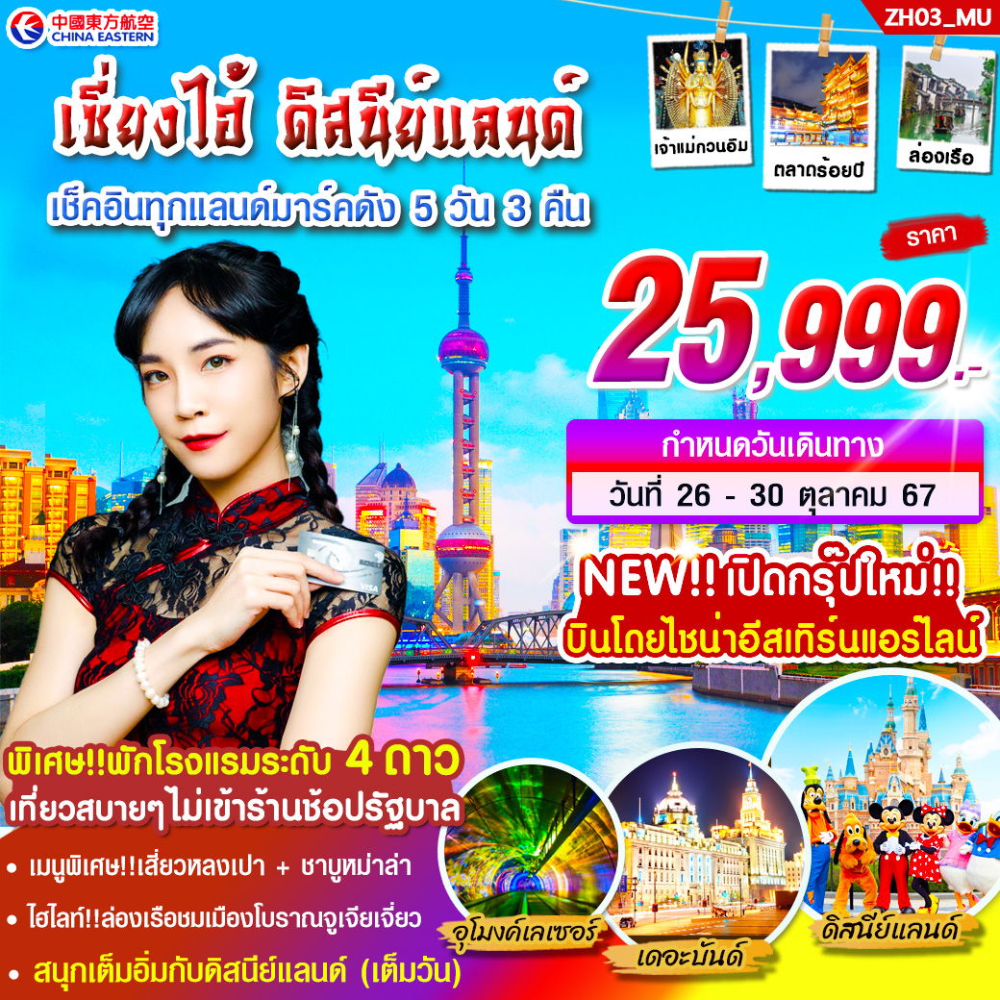 中國東方航空
CHINA EASTERN
ZH03_MU
เซี่ยงไฮ้ ดิสนีย์แลนด์
เช็คอินทุกแลนด์มาร์คดัง 5 วัน 3 คืน
เจ้าแม่กวนอิม
ตลาดร้อยปี
ล่องเรือ
ราคา
25,999.-
กำหนดวันเดินทาง
วันที่ 26 - 30 ตุลาคม 67
NEW!! เปิดกรุ๊ปใหม่!!
บินโดยไชน่าอีสเทิร์นแอร์ไลน์
VISA
พิเศษ!!พักโรงแรมระดับ 4 ดาว
เที่ยวสบายๆไม่เข้าร้านช้อปรัฐบาล
• เมนูพิเศษ!!เสี่ยวหลงเปา + ชาบูหม่าล่า
• ไฮไลท์!!ล่องเรือชมเมืองโบราณจูเจียเจี่ยว
• สนุกเต็มอิ่มกับดิสนีย์แลนด์ (เต็มวัน)
อุโมงค์เลเซอร์
เดอะบันด์
ดิสนีย์แลนด์